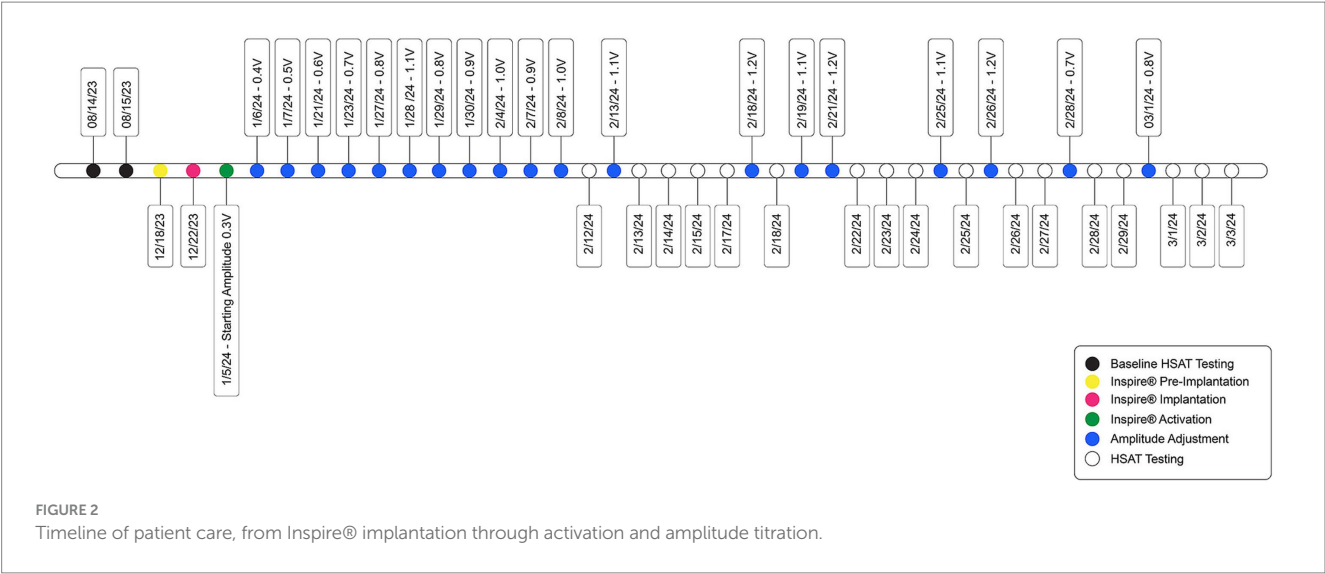 08/14/23
08/15/23
1/6/24 - 0.4V
1/7/24 - 0.5V
1/21/24 - 0.6V
1/23/24 - 0.7V
1/27/24 - 0.8V
1/28 /24 - 1.1V
1/29/24 - 0.8V
1/30/24 - 0.9V
2/4/24 - 1.0V
2/7/24 - 0.9V
2/8/24 - 1.0V
2/13/24 - 1.1V
2/18/24 - 1.2V
2/19/24 - 1.1V
2/21/24 - 1.2V
2/25/24 - 1.1V
2/26/24 - 1.2V
2/28/24 - 0.7V
03/1/24 - 0.8V
12/18/23
12/22/23
1/5/24 - Starting Amplitude 0.3V
2/12/24
2/13/24
2/14/24
2/15/24
2/17/24
2/18/24
2/22/24
2/23/24
2/24/24
2/25/24
2/26/24
2/27/24
2/28/24
2/29/24
3/1/24
3/2/24
3/3/24
Baseline HSAT Testing
Inspire® Pre-Implantation
Inspire® Implantation
Inspire® Activation
Amplitude Adjustment
HSAT Testing
FIGURE 2
Timeline of patient care, from Inspire® implantation through activation and amplitude titration.